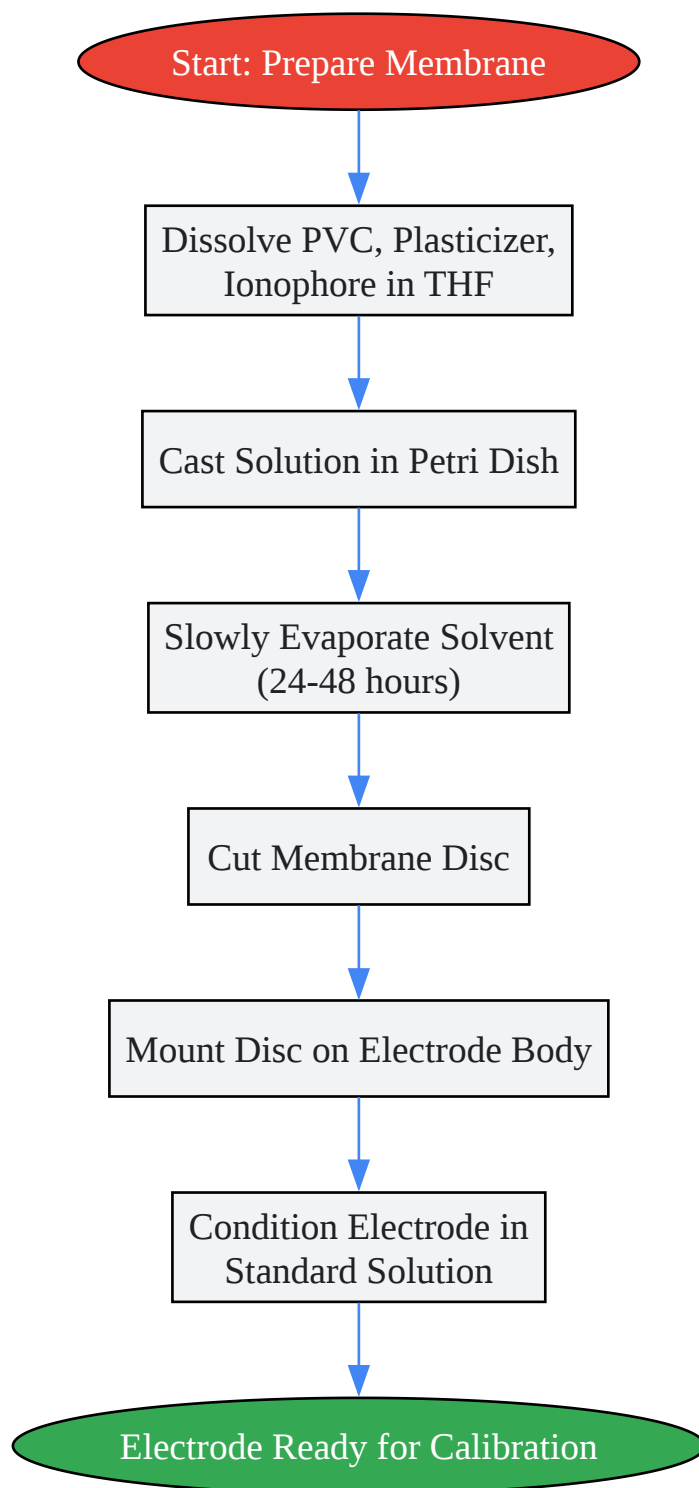 Start: Prepare Membrane
Dissolve PVC, Plasticizer,
Ionophore in THF
Cast Solution in Petri Dish
Slowly Evaporate Solvent
(24-48 hours)
Cut Membrane Disc
Mount Disc on Electrode Body
Condition Electrode in
Standard Solution
Electrode Ready for Calibration